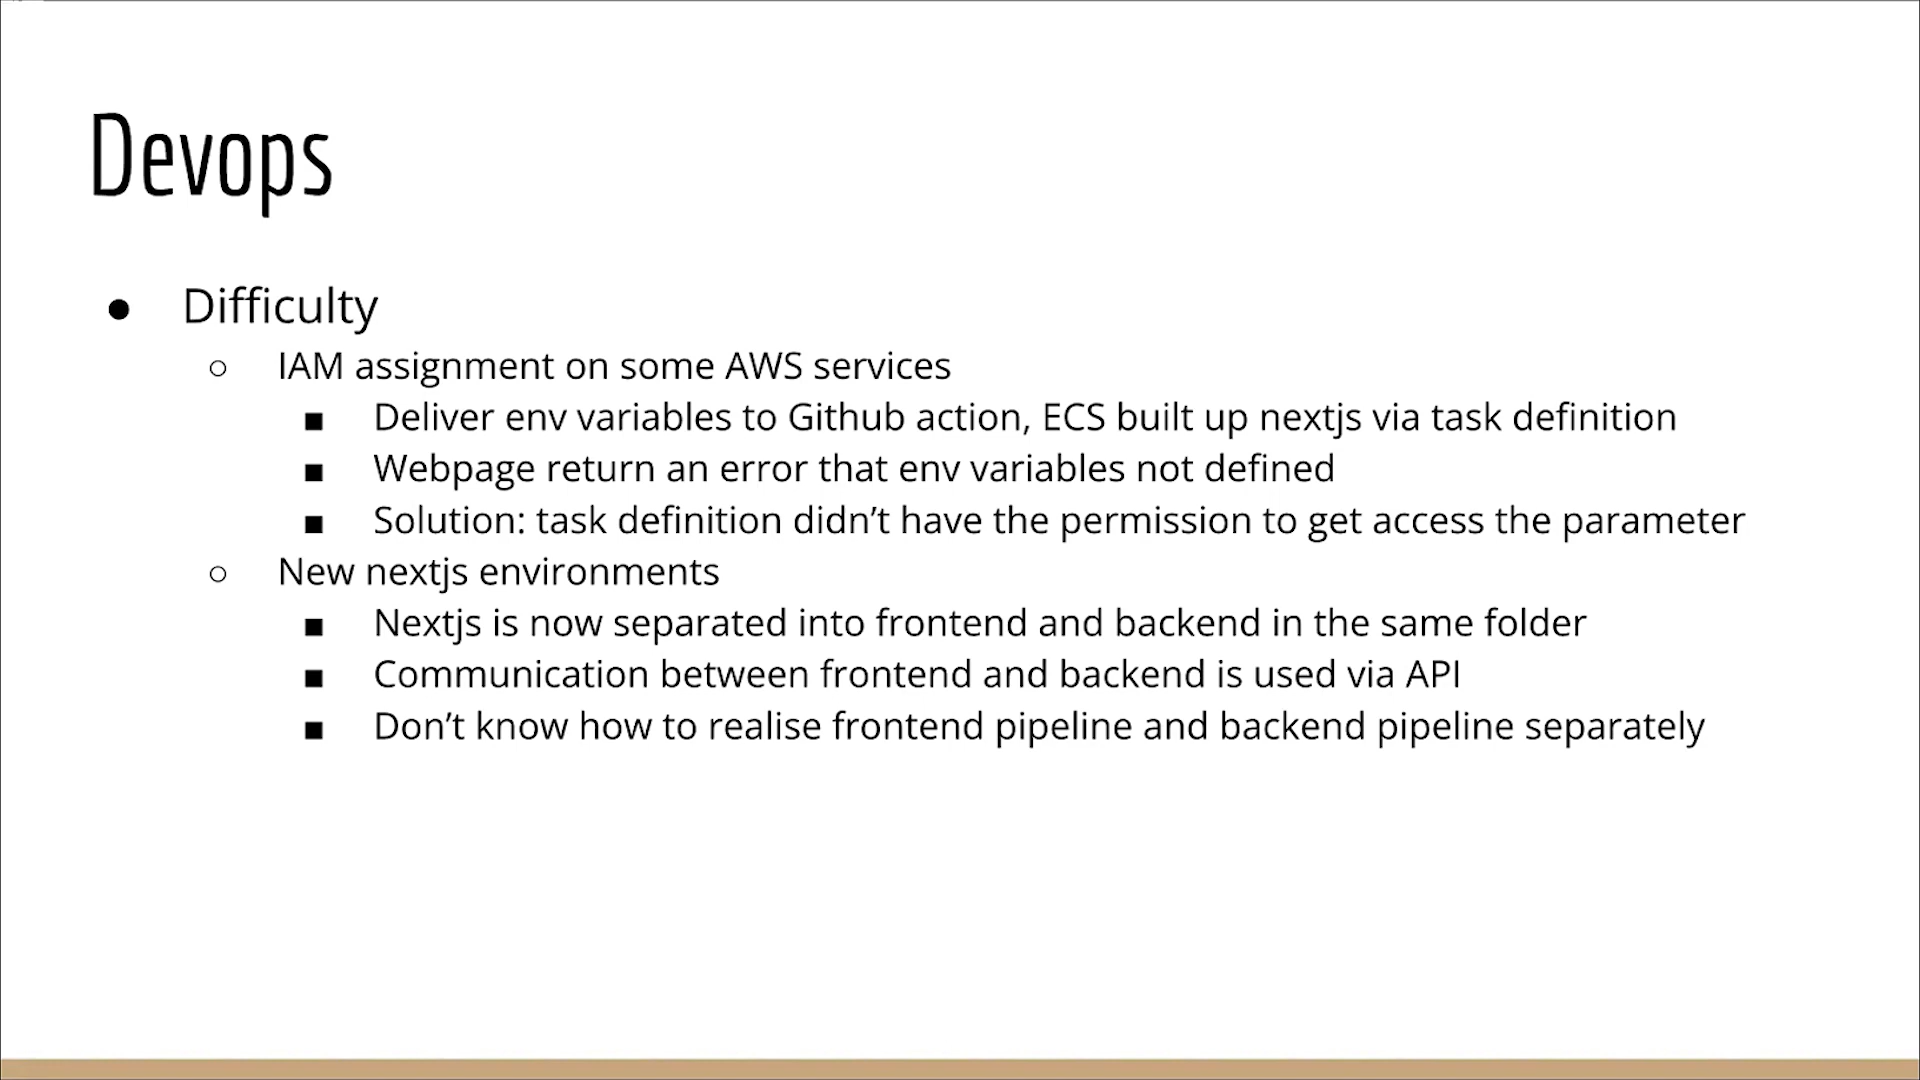 Devops
● Difficulty
○ IAM assignment on some AWS services
■ Deliver env variables to Github action, ECS built up nextjs via task definition
■ Webpage return an error that env variables not defined
■ Solution: task definition didn’t have the permission to get access the parameter
○ New nextjs environments
■ Nextjs is now separated into frontend and backend in the same folder
■ Communication between frontend and backend is used via API
■ Don’t know how to realise frontend pipeline and backend pipeline separately